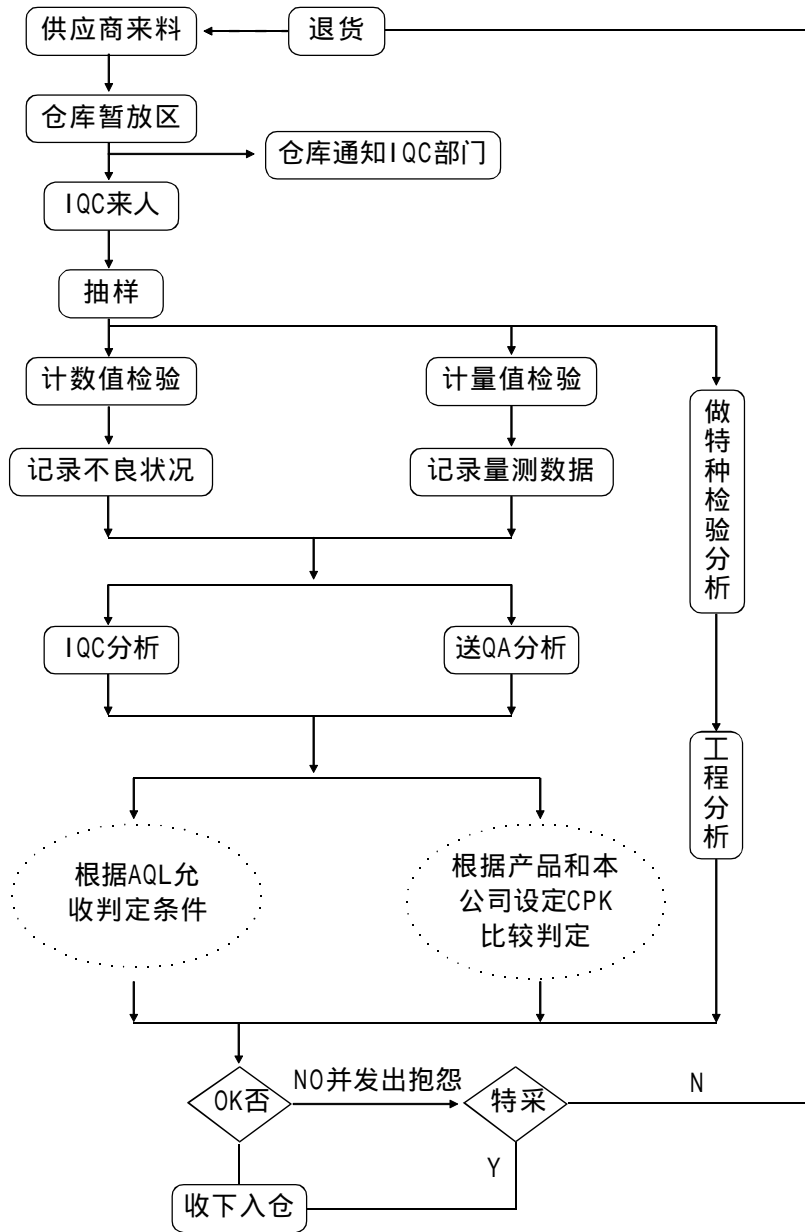 供应商来料
退货
仓库暂放区
仓库通知IQC部门
IQC来人
抽样
计数值检验
计量值检验
做特种检验分析
记录不良状况
记录量测数据
IQC分析
送QA分析
工程分析
根据AQL允
收判定条件
根据产品和本
公司设定CPK
比较判定
OK否
NO并发出抱怨
特采
N
Y
收下入仓